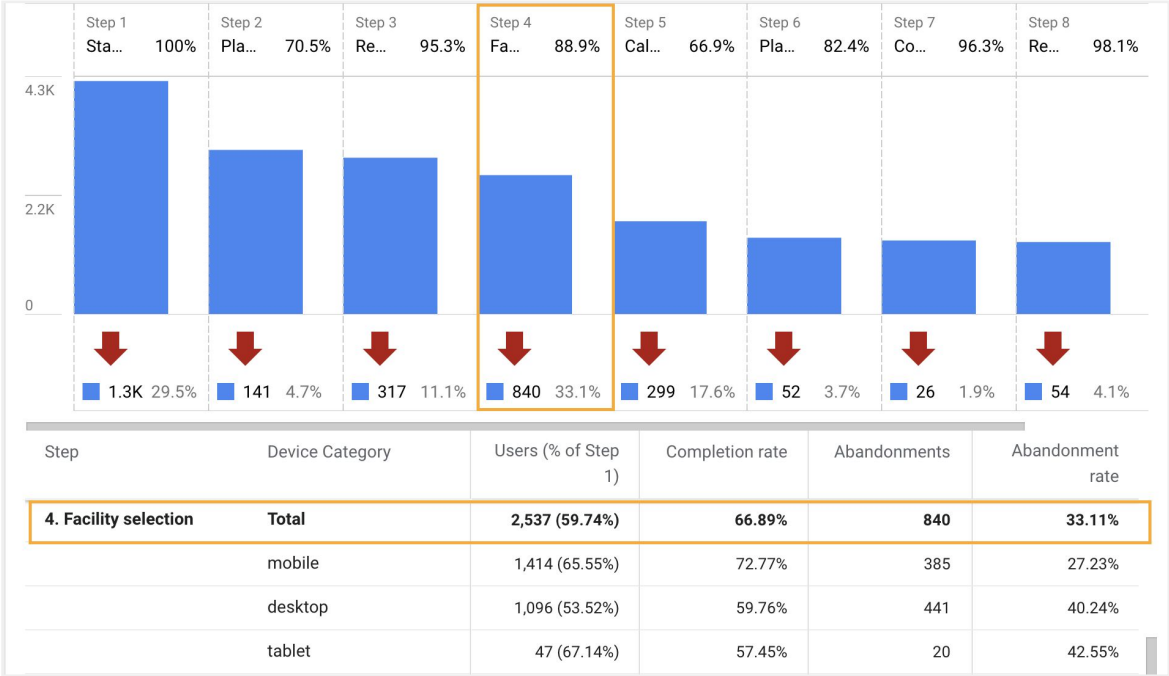 Step 1 Step 2 Step 3 Step 4 Step 5 Step 6 Step 7 Step 8
Sta... 100% Pla... 70.5% Re... 95.3% Fa... 88.9% Cal... 66.9% Pla... 82.4% Co... 96.3% Re... 98.1%
4.3K
2.2K
0
1.3K 29.5% 141 4.7% 317 11.1% 840 33.1% 299 17.6% 52 3.7% 26 1.9% 54 4.1%
Step Device Category Users (% of Step 1) Completion rate Abandonments Abandonment rate
4. Facility selection Total 2,537 (59.74%) 66.89% 840 33.11%
mobile 1,414 (65.55%) 72.77% 385 27.23%
desktop 1,096 (53.52%) 59.76% 441 40.24%
tablet 47 (67.14%) 57.45% 20 42.55%